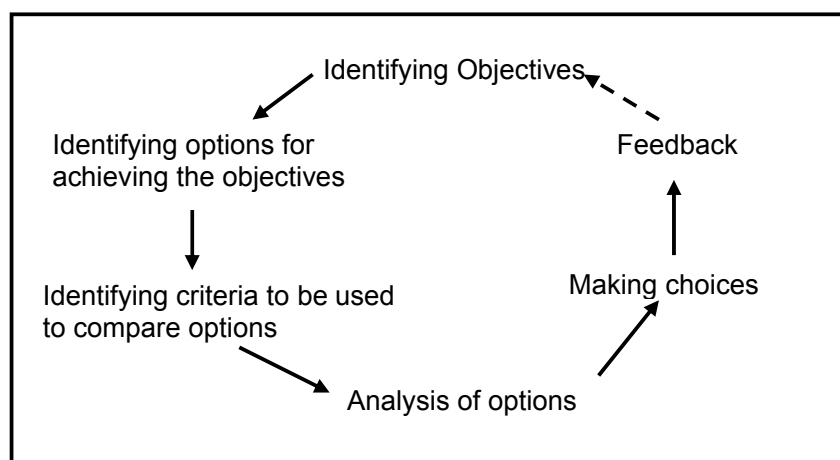 Identifying Objectives
Identifying options for
achieving the objectives
Identifying criteria to be used
to compare options
Analysis of options
Making choices
Feedback